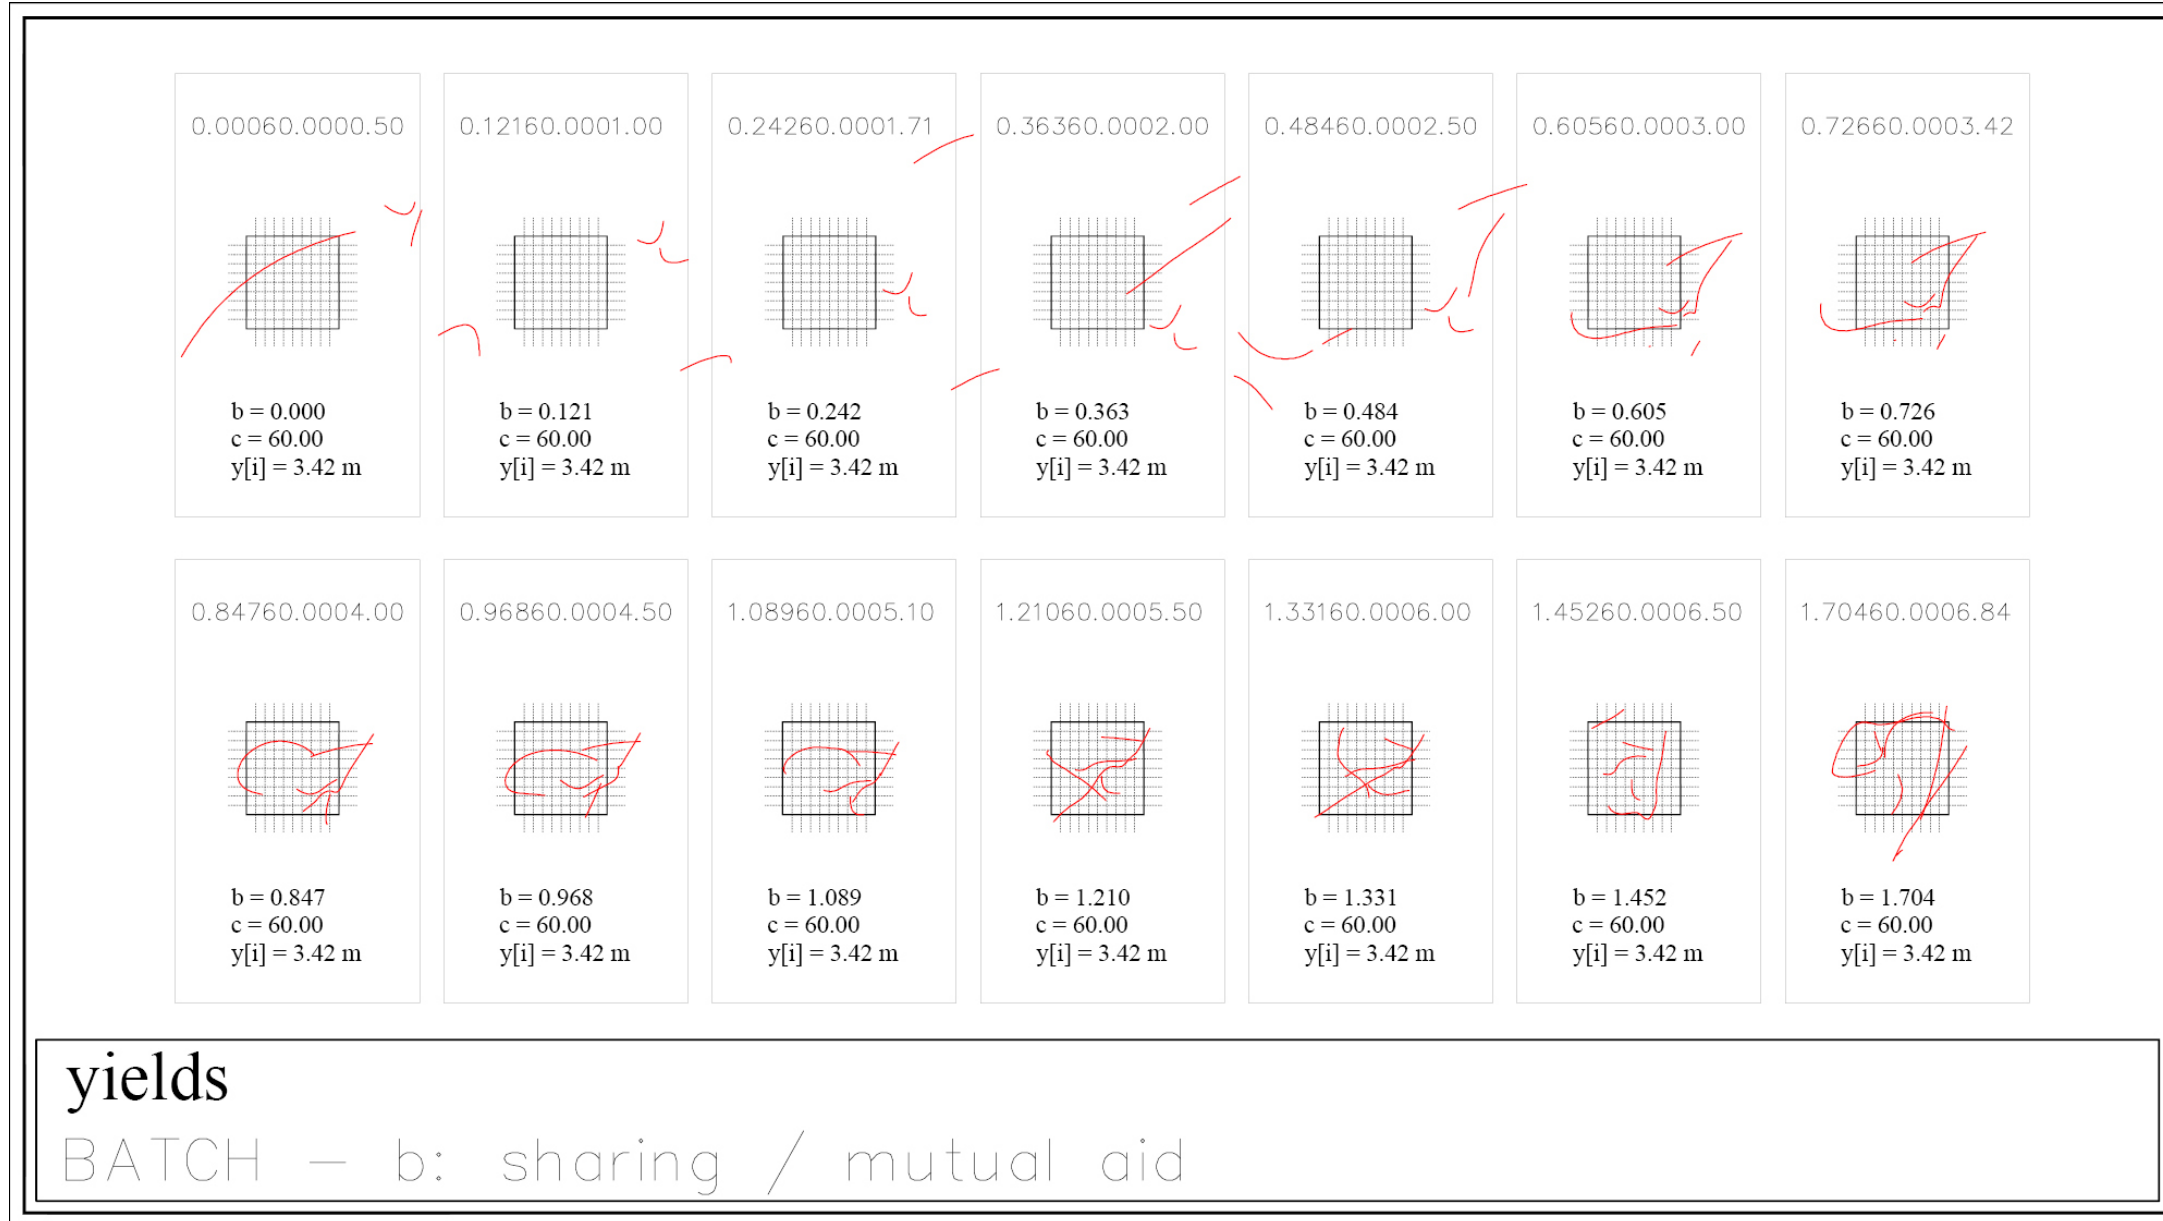 0.00060.0000.50
b = 0.000
c = 60.00
y[i] = 3.42 m
0.12160.0001.00
b = 0.121
c = 60.00
y[i] = 3.42 m
0.24260.0001.71
b = 0.242
c = 60.00
y[i] = 3.42 m
0.36360.0002.00
b = 0.363
c = 60.00
y[i] = 3.42 m
0.48460.0002.50
b = 0.484
c = 60.00
y[i] = 3.42 m
0.60560.0003.00
b = 0.605
c = 60.00
y[i] = 3.42 m
0.72660.0003.42
b = 0.726
c = 60.00
y[i] = 3.42 m
0.84760.0004.00
b = 0.847
c = 60.00
y[i] = 3.42 m
0.96860.0004.50
b = 0.968
c = 60.00
y[i] = 3.42 m
1.08960.0005.10
b = 1.089
c = 60.00
y[i] = 3.42 m
1.21060.0005.50
b = 1.210
c = 60.00
y[i] = 3.42 m
1.33160.0006.00
b = 1.331
c = 60.00
y[i] = 3.42 m
1.45260.0006.50
b = 1.452
c = 60.00
y[i] = 3.42 m
1.70460.0006.84
b = 1.704
c = 60.00
y[i] = 3.42 m
yields
BATCH – b: sharing / mutual aid